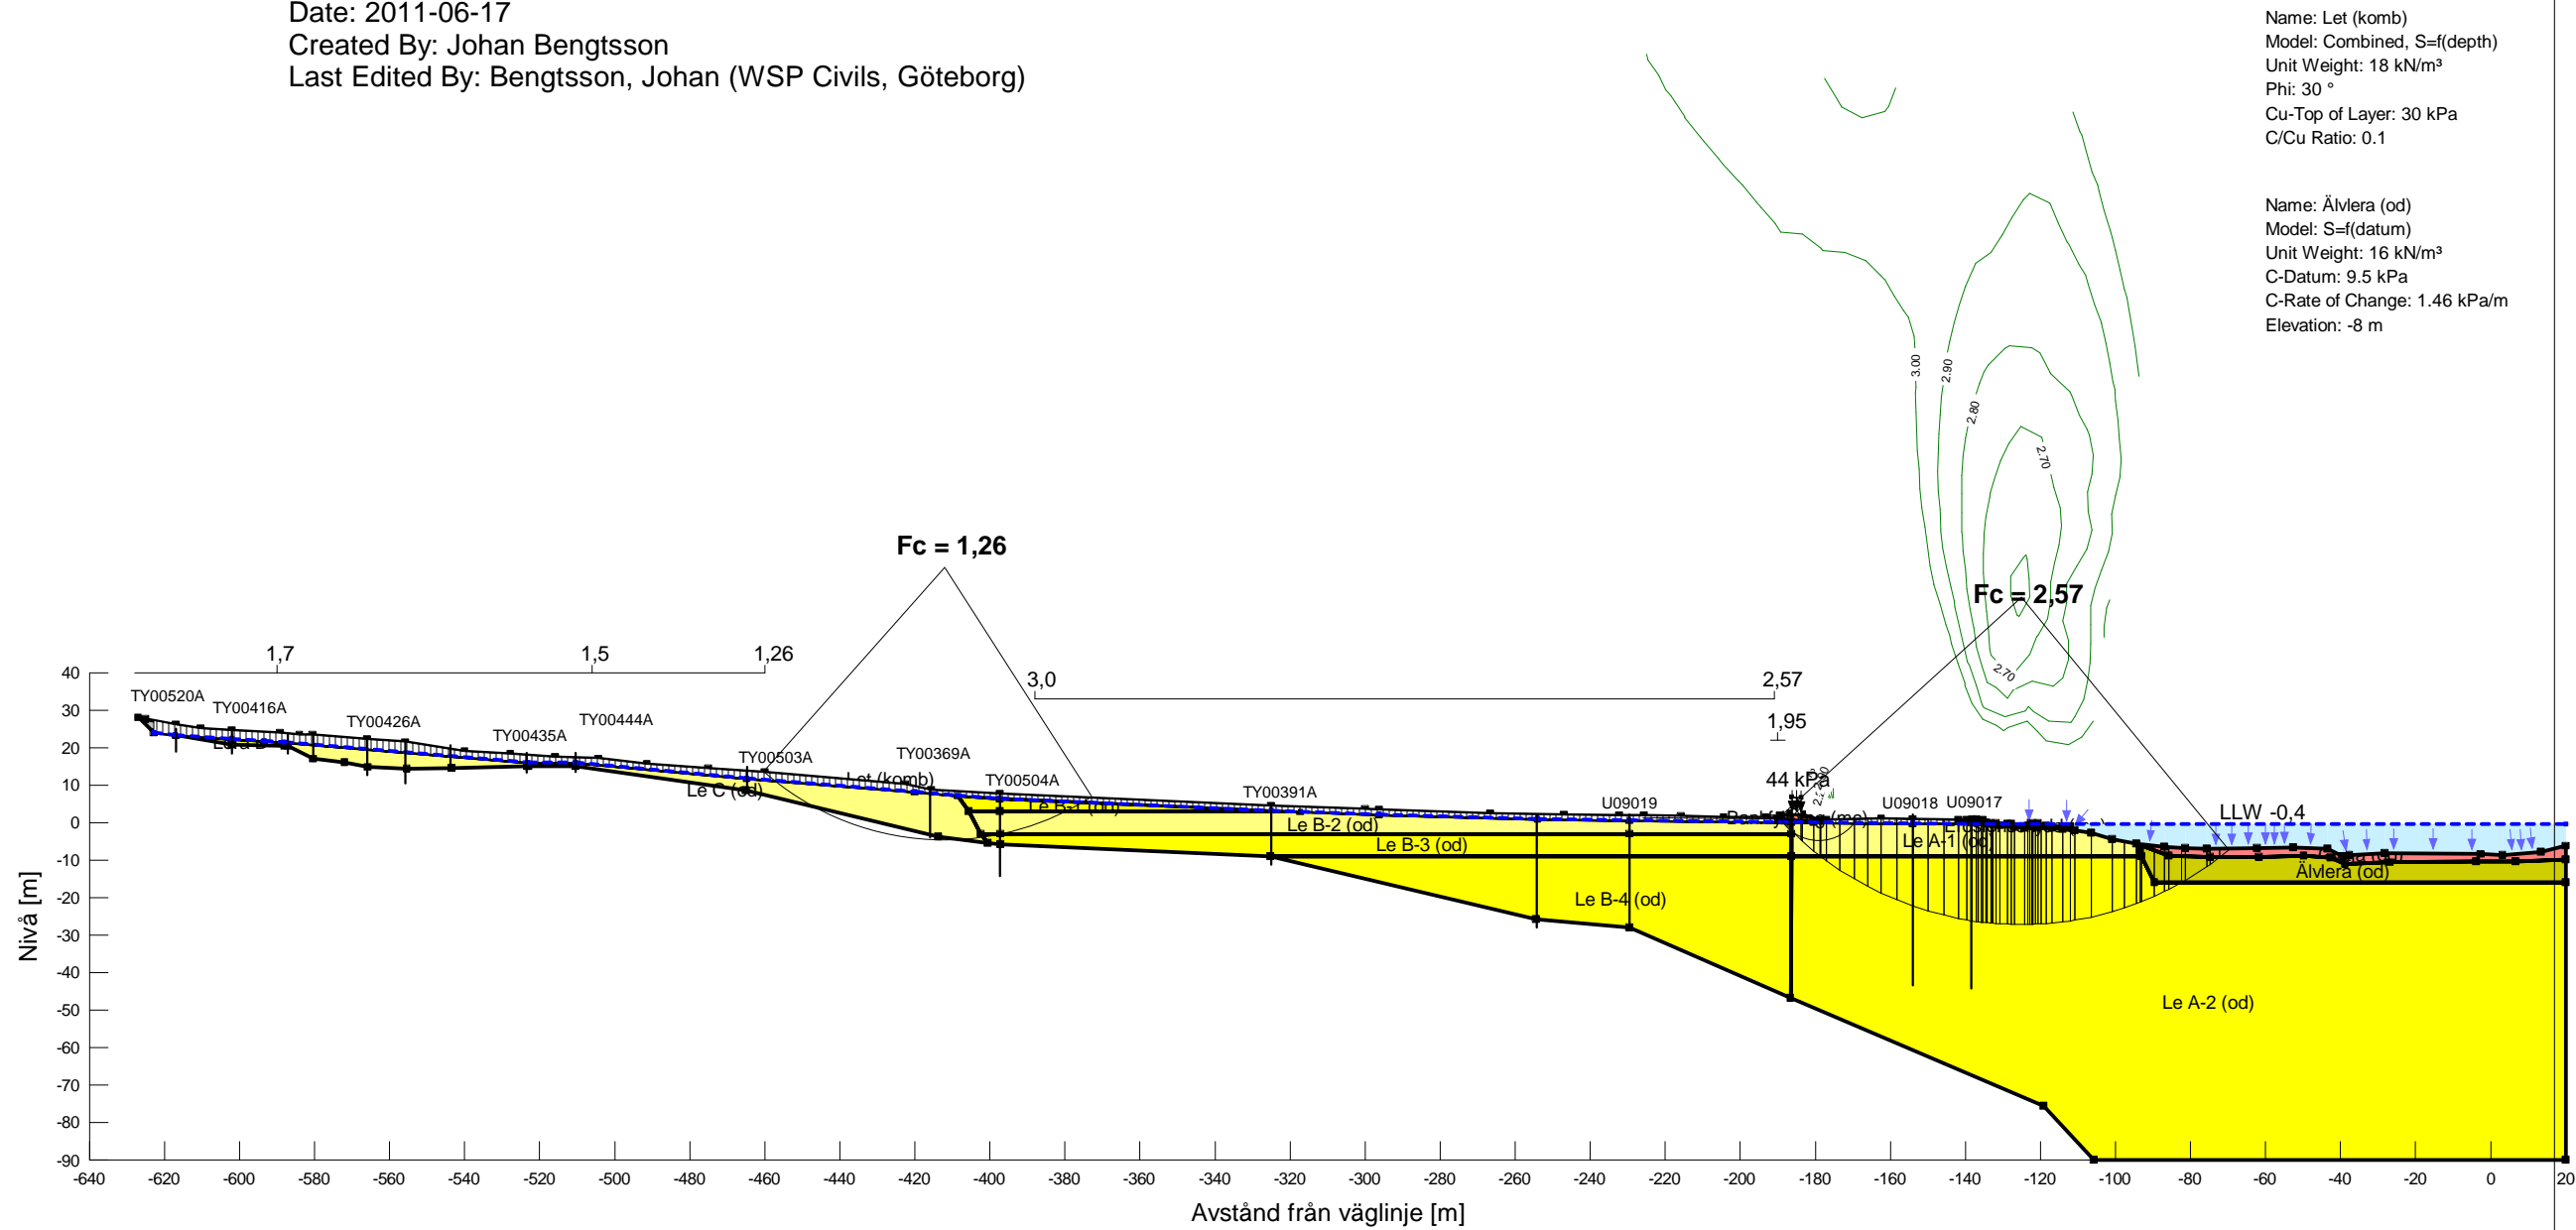 Date: 2011-06-17
Created By: Johan Bengtsson
Last Edited By: Bengtsson, Johan (WSP Civils, Göteborg)
Name: Let (komb)
Model: Combined, S=f(depth)
Unit Weight: 18 kN/m³
Phi: 30 °
Cu-Top of Layer: 30 kPa
C/Cu Ratio: 0.1
Name: Älvlera (od)
Model: S=f(datum)
Unit Weight: 16 kN/m³
C-Datum: 9.5 kPa
C-Rate of Change: 1.46 kPa/m
Elevation: -8 m
3.00
2.90
2.80
2.70
2.70
Fc = 1,26
Fc = 2,57
1,7
1,5
1,26
3,0
2,57
1,95
44 kPa
TY00520A
TY00416A
TY00426A
TY00435A
TY00444A
TY00503A
TY00369A
TY00504A
TY00391A
U09019
U09018
U09017
LLW -0,4
Let (komb)
Le C (od)
Le B-2 (od)
Le B-3 (od)
Le B-4 (od)
Le A-1 (od)
Le A-2 (od)
Älvlera (od)
Nivå [m]
40
30
20
10
0
-10
-20
-30
-40
-50
-60
-70
-80
-90
-640 -620 -600 -580 -560 -540 -520 -500 -480 -460 -440 -420 -400 -380 -360 -340 -320 -300 -280 -260 -240 -220 -200 -180 -160 -140 -120 -100 -80 -60 -40 -20 0 20
Avstånd från väglinje [m]